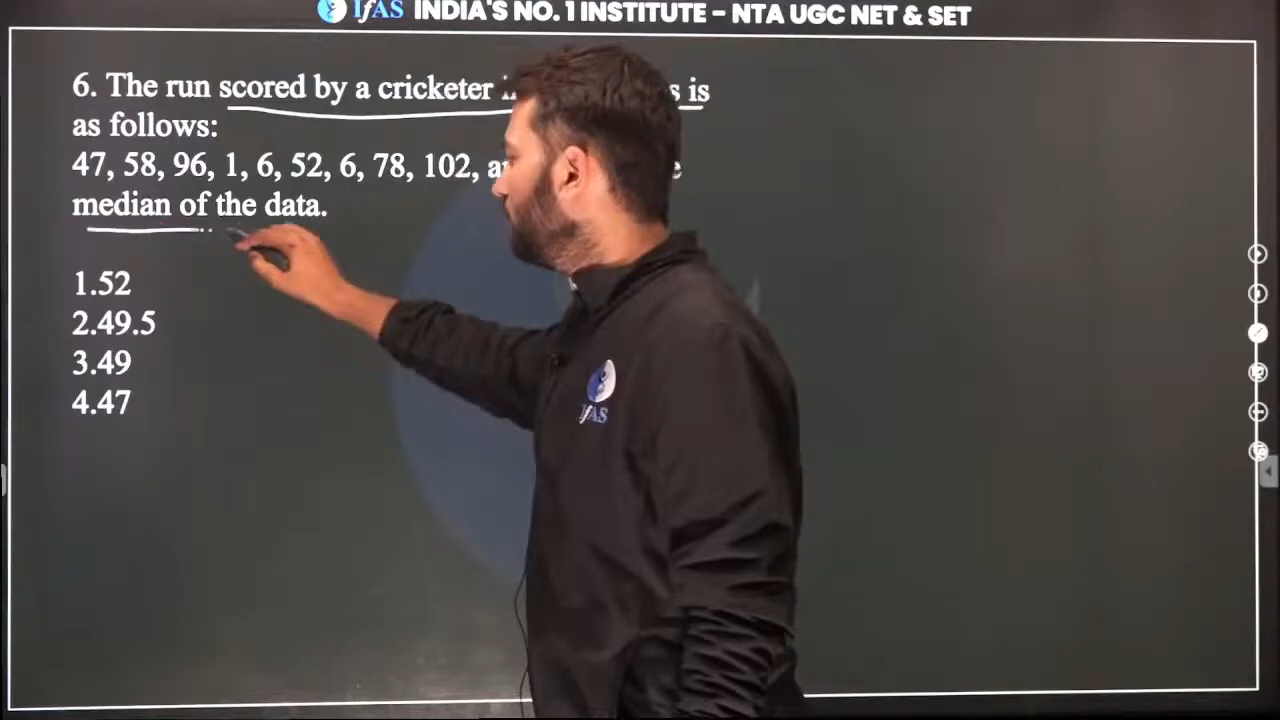 IfAS INDIA'S NO. 1 INSTITUTE – NTA UGC NET & SET
6. The run scored by a cricketer is
as follows:
47, 58, 96, 1, 6, 52, 6, 78, 102,
median of the data.
1.52
2.49.5
3.49
4.47
IfAS